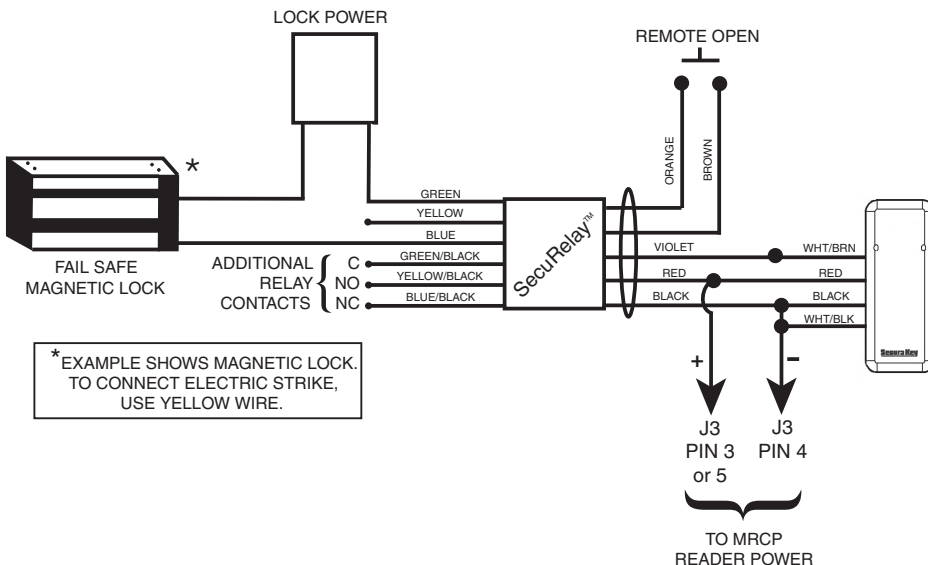 LOCK POWER
REMOTE OPEN
*
FAIL SAFE
MAGNETIC LOCK
GREEN
YELLOW
BLUE
ADDITIONAL
RELAY
CONTACTS
C
NO
NC
GREEN/BLACK
YELLOW/BLACK
BLUE/BLACK
SecuRelay™
ORANGE
BROWN
VIOLET
RED
BLACK
WHT/BRN
RED
BLACK
WHT/BLK
Secura Key
*EXAMPLE SHOWS MAGNETIC LOCK.
TO CONNECT ELECTRIC STRIKE,
USE YELLOW WIRE.
+
–
J3
PIN 3
or 5
J3
PIN 4
TO MRCP
READER POWER